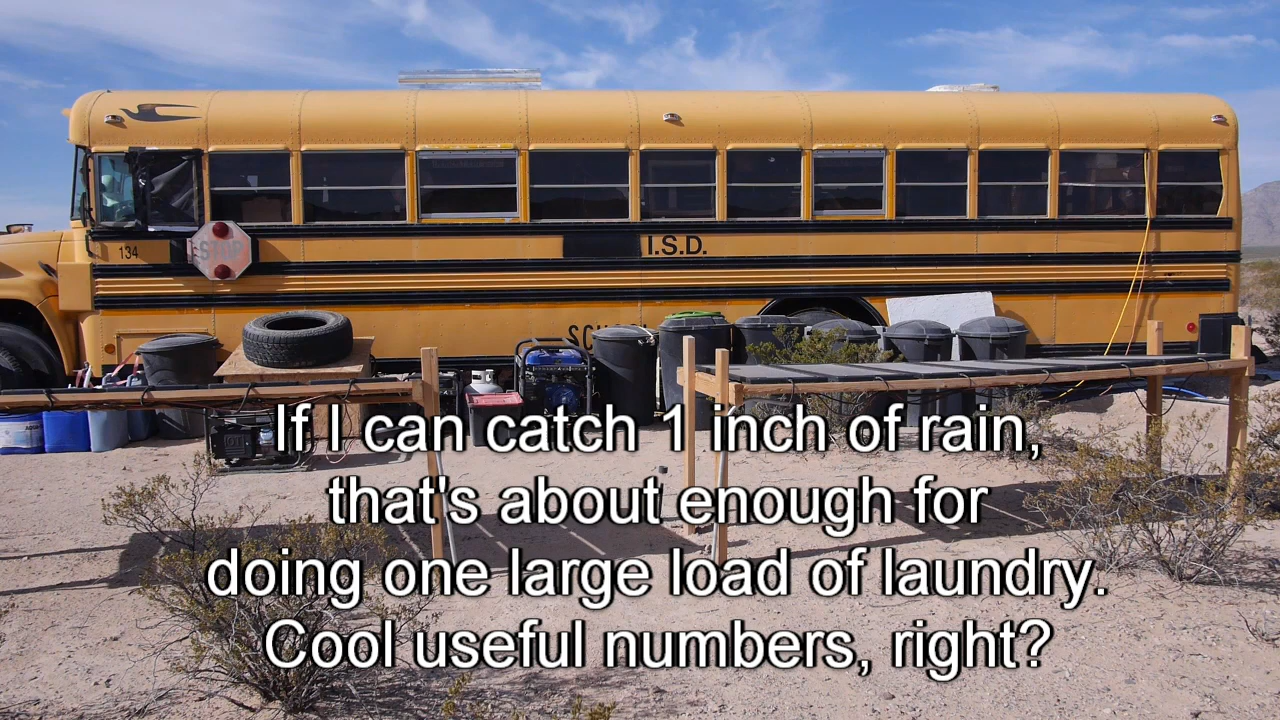 134
STOP
I.S.D.
If I can catch 1 inch of rain,
that's about enough for
doing one large load of laundry.
Cool useful numbers, right?